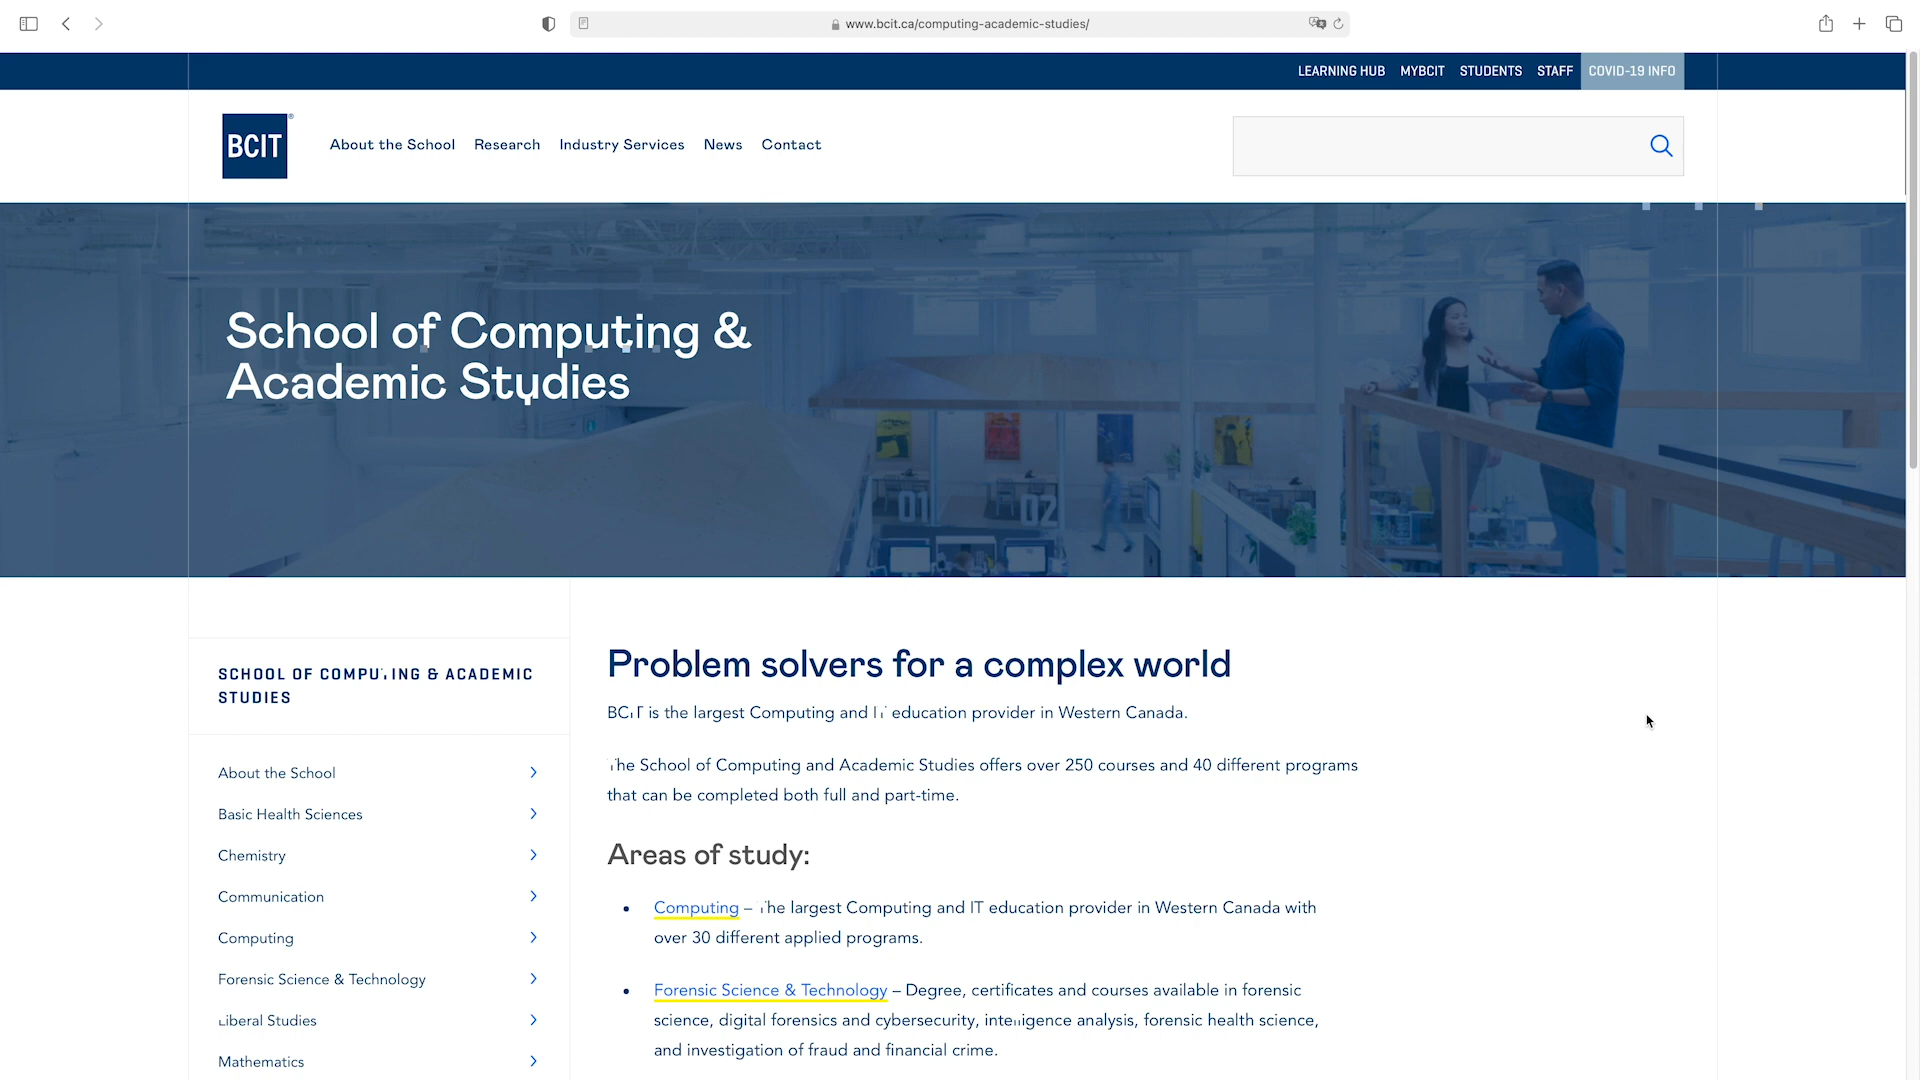 www.bcit.ca/computing-academic-studies/
LEARNING HUB MYBCIT STUDENTS STAFF COVID-19 INFO
BCIT®
About the School Research Industry Services News Contact
School of Computing &
Academic Studies
01 02
SCHOOL OF COMPUTING & ACADEMIC
STUDIES
About the School
Basic Health Sciences
Chemistry
Communication
Computing
Forensic Science & Technology
Liberal Studies
Mathematics
Problem solvers for a complex world
BCIT is the largest Computing and IT education provider in Western Canada.
The School of Computing and Academic Studies offers over 250 courses and 40 different programs
that can be completed both full and part-time.
Areas of study:
• Computing – The largest Computing and IT education provider in Western Canada with
over 30 different applied programs.
• Forensic Science & Technology – Degree, certificates and courses available in forensic
science, digital forensics and cybersecurity, intelligence analysis, forensic health science,
and investigation of fraud and financial crime.